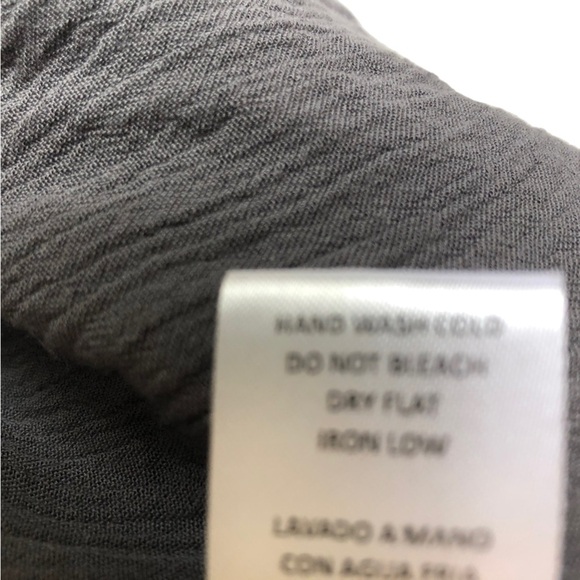 HAND WASH COLD
DO NOT BLEACH
DRY FLAT
IRON LOW
LAVADO A MANO
CON AGUA FRIA